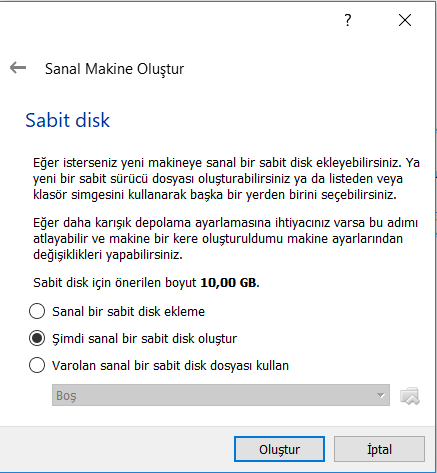 ?
Sanal Makine Oluştur
Sabit disk
Eğer isterseniz yeni makineye sanal bir sabit disk ekleyebilirsiniz. Ya
yeni bir sabit sürücü dosyası oluşturabilirsiniz ya da listeden veya
klasör simgesini kullanarak başka bir yerden birini seçebilirsiniz.
Eğer daha karışık depolama ayarlamasına ihtiyacınız varsa bu adımı
atlayabilir ve makine bir kere oluşturuldumu makine ayarlarından
değişiklikleri yapabilirsiniz.
Sabit disk için önerilen boyut 10,00 GB.
Sanal bir sabit disk ekleme
Şimdi sanal bir sabit disk oluştur
Varolan sanal bir sabit disk dosyası kullan
Boş
Oluştur
İptal